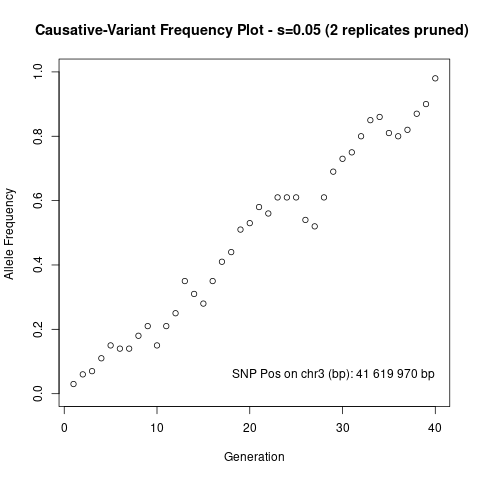 Causative-Variant Frequency Plot - s=0.05 (2 replicates pruned)
Allele Frequency
1.0
0.8
0.6
0.4
0.2
0.0
SNP Pos on chr3 (bp): 41 619 970 bp
0 10 20 30 40
Generation